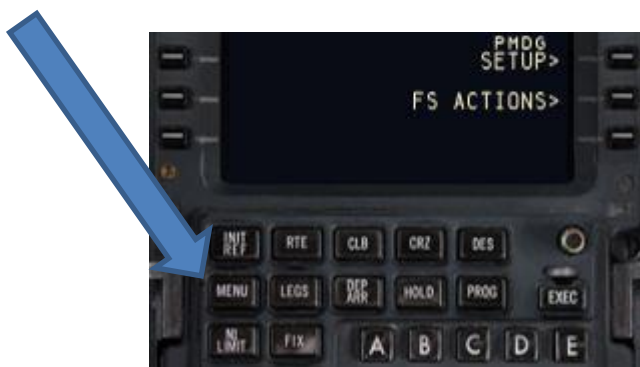 PMDG
SETUP>
FS ACTIONS>
INIT REF RTE CLB CRZ DES
MENU LEGS DEP ARR HOLD PROG EXEC
N1 LIMIT FIX A B C D E